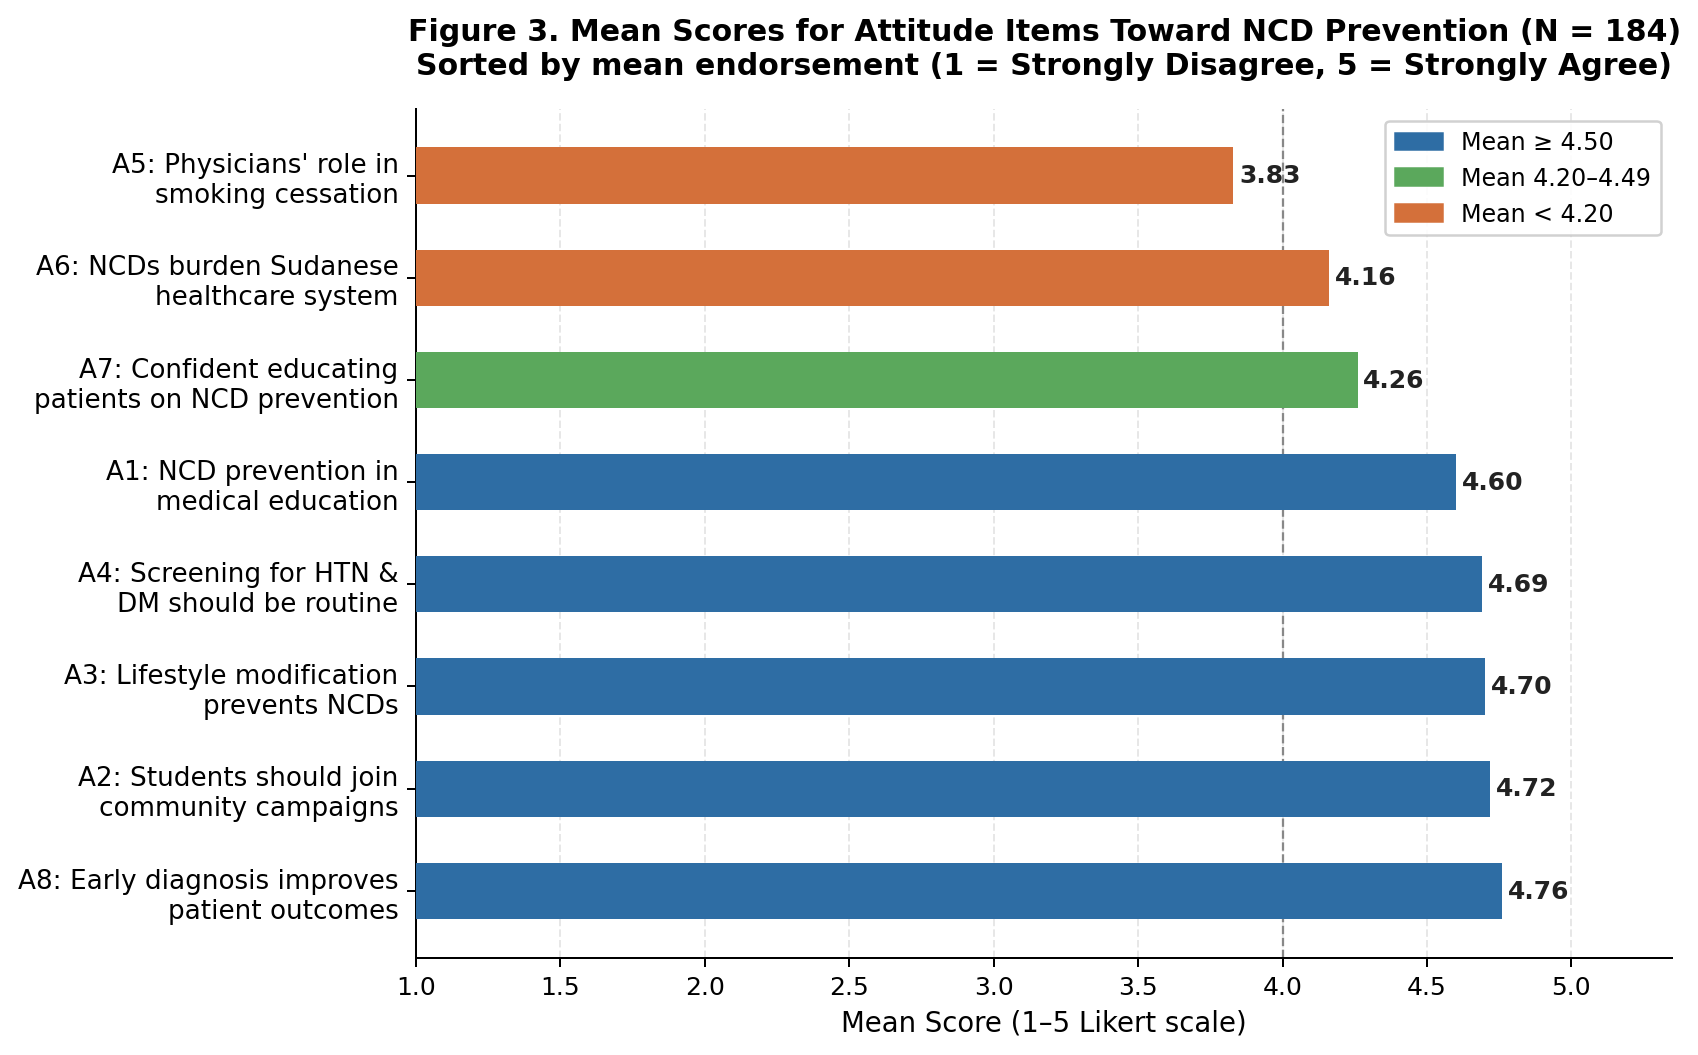 Figure 3. Mean Scores for Attitude Items Toward NCD Prevention (N = 184)
Sorted by mean endorsement (1 = Strongly Disagree, 5 = Strongly Agree)
Mean ≥ 4.50
Mean 4.20–4.49
Mean < 4.20
A5: Physicians' role in
smoking cessation
3.83
A6: NCDs burden Sudanese
healthcare system
4.16
A7: Confident educating
patients on NCD prevention
4.26
A1: NCD prevention in
medical education
4.60
A4: Screening for HTN &
DM should be routine
4.69
A3: Lifestyle modification
prevents NCDs
4.70
A2: Students should join
community campaigns
4.72
A8: Early diagnosis improves
patient outcomes
4.76
1.0 1.5 2.0 2.5 3.0 3.5 4.0 4.5 5.0
Mean Score (1–5 Likert scale)